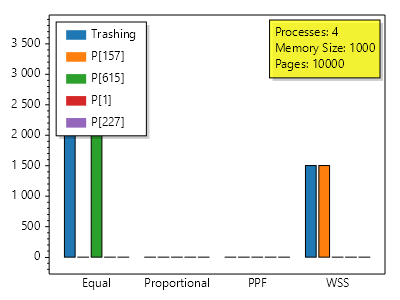 3 500
3 000
2 500
2 000
1 500
1 000
500
0
Trashing
P[157]
P[615]
P[1]
P[227]
Processes: 4
Memory Size: 1000
Pages: 10000
Equal
Proportional
PPF
WSS